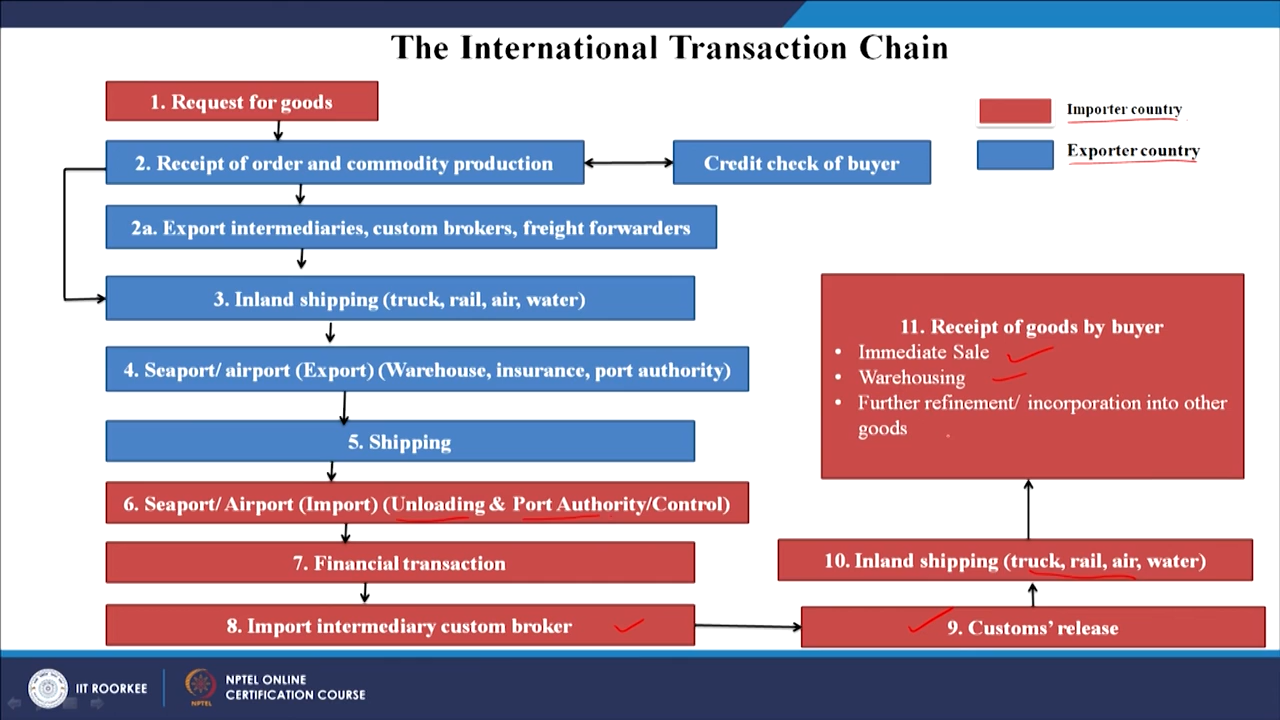 The International Transaction Chain
1. Request for goods
2. Receipt of order and commodity production
Credit check of buyer
2a. Export intermediaries, custom brokers, freight forwarders
3. Inland shipping (truck, rail, air, water)
4. Seaport/ airport (Export) (Warehouse, insurance, port authority)
5. Shipping
6. Seaport/ Airport (Import) (Unloading & Port Authority/Control)
7. Financial transaction
8. Import intermediary custom broker
9. Customs’ release
10. Inland shipping (truck, rail, air, water)
11. Receipt of goods by buyer
• Immediate Sale
• Warehousing
• Further refinement/ incorporation into other
goods
Importer country
Exporter country
IIT ROORKEE
NPTEL
NPTEL ONLINE
CERTIFICATION COURSE